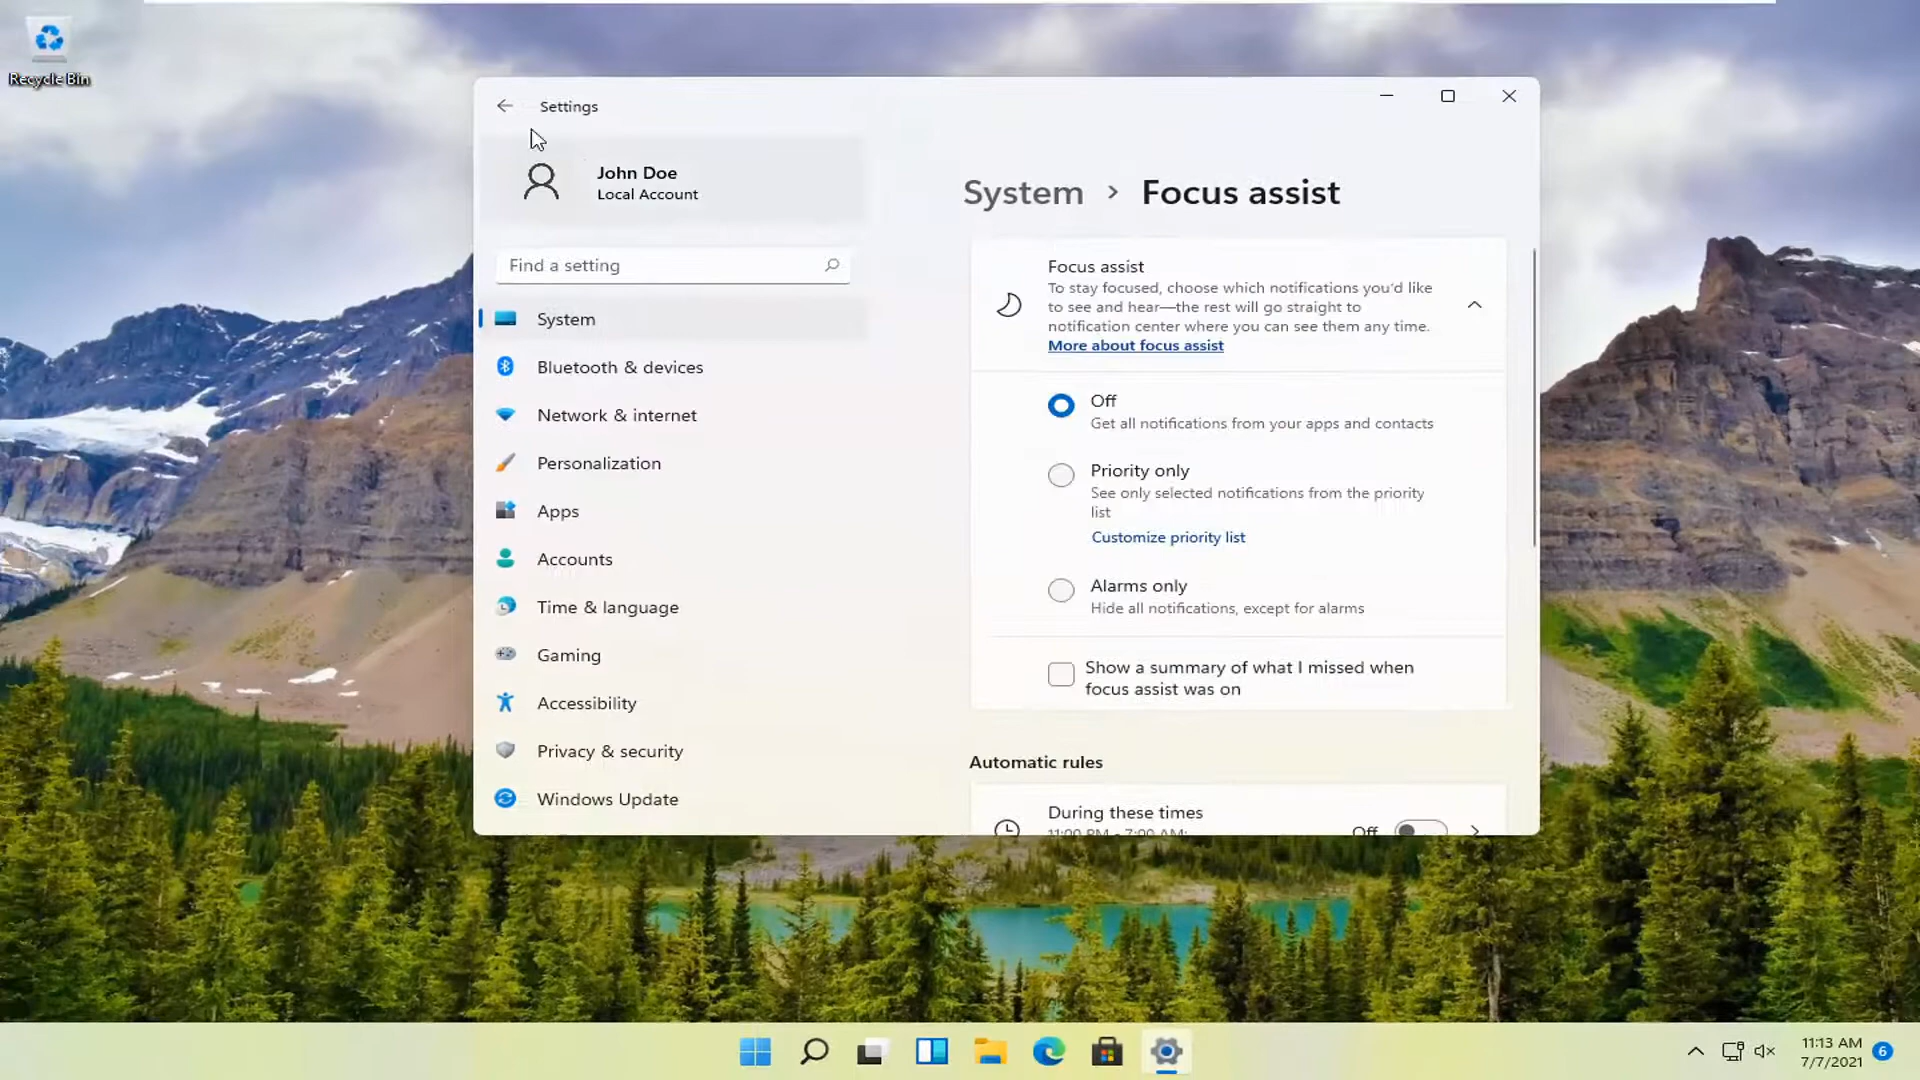 Recycle Bin
Settings
John Doe
Local Account
Find a setting
System
Bluetooth & devices
Network & internet
Personalization
Apps
Accounts
Time & language
Gaming
Accessibility
Privacy & security
Windows Update
System > Focus assist
Focus assist
To stay focused, choose which notifications you'd like
to see and hear—the rest will go straight to
notification center where you can see them any time.
More about focus assist
Off
Get all notifications from your apps and contacts
Priority only
See only selected notifications from the priority
list
Customize priority list
Alarms only
Hide all notifications, except for alarms
Show a summary of what I missed when
focus assist was on
Automatic rules
During these times
11:00 PM - 7:00 AM;
Off
11:13 AM
7/7/2021
6